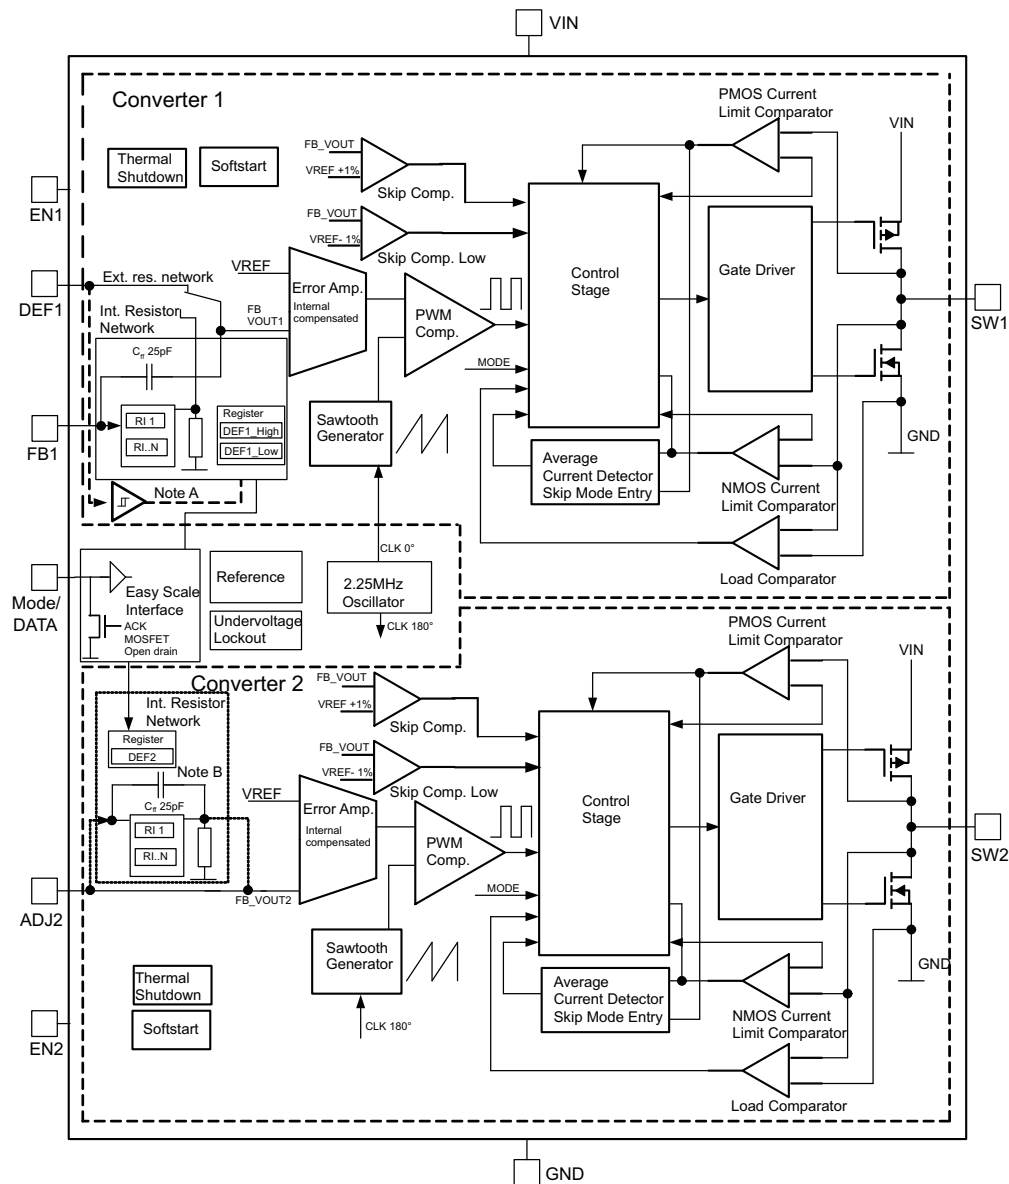 VIN
Converter 1
PMOS Current
Limit Comparator
VIN
Thermal
Shutdown
Softstart
FB_VOUT
VREF +1%
Skip Comp.
EN1
FB_VOUT
VREF- 1%
Skip Comp. Low
Control
Stage
Gate Driver
DEF1
Ext. res. network
VREF
Error Amp.
Internal
compensated
Int. Resistor
Network
FB
VOUT1
PWM
Comp.
SW1
Cff 25pF
MODE
RI 1
RI..N
Register
DEF1_High
DEF1_Low
Sawtooth
Generator
FB1
GND
Average
Current Detector
Skip Mode Entry
NMOS Current
Limit Comparator
Note A
CLK 0°
Load Comparator
Mode/
DATA
Easy Scale
Interface
ACK
MOSFET
Open drain
Reference
2.25MHz
Oscillator
Undervoltage
Lockout
CLK 180°
PMOS Current
Limit Comparator
VIN
Converter 2
FB_VOUT
VREF +1%
Skip Comp.
Int. Resistor
Network
Register
DEF2
FB_VOUT
VREF- 1%
Skip Comp. Low
Note B
Cff 25pF
VREF
Error Amp.
Internal
compensated
Control
Stage
Gate Driver
RI 1
RI..N
PWM
Comp.
SW2
MODE
ADJ2
FB_VOUT2
Sawtooth
Generator
GND
Thermal
Shutdown
Average
Current Detector
Skip Mode Entry
NMOS Current
Limit Comparator
Softstart
EN2
CLK 180°
Load Comparator
GND